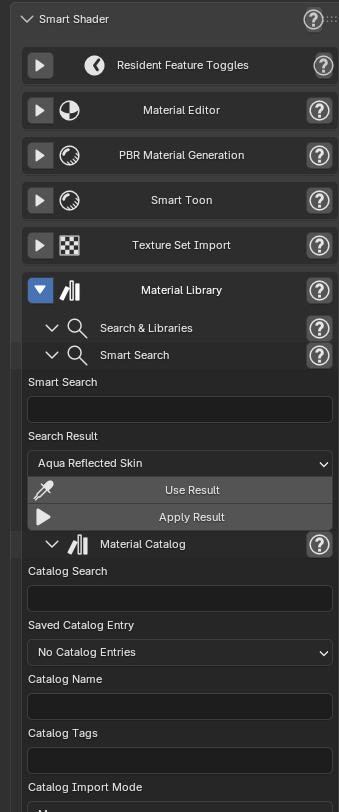 Smart Shader
Resident Feature Toggles
Material Editor
PBR Material Generation
Smart Toon
Texture Set Import
Material Library
Search & Libraries
Smart Search
Smart Search
Search Result
Aqua Reflected Skin
Use Result
Apply Result
Material Catalog
Catalog Search
Saved Catalog Entry
No Catalog Entries
Catalog Name
Catalog Tags
Catalog Import Mode